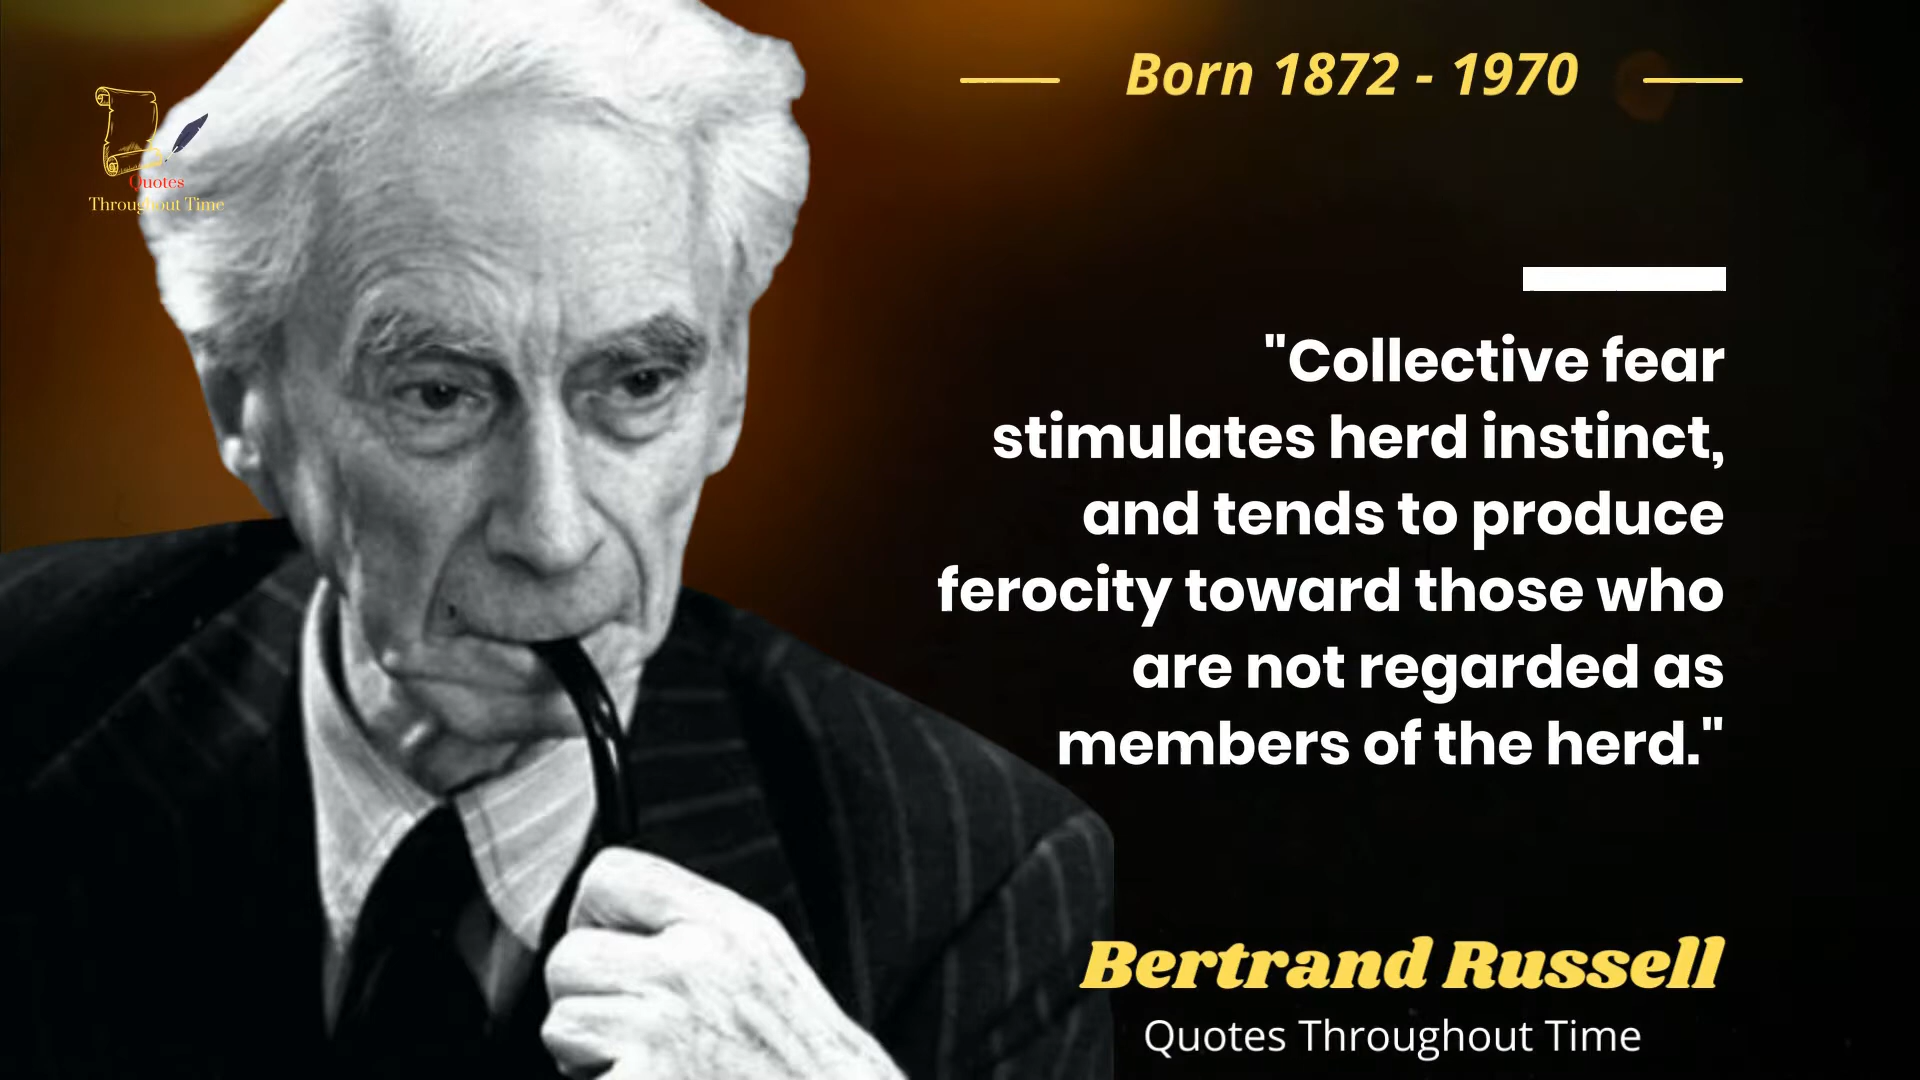 Born 1872 - 1970
Quotes
Throughout Time
"Collective fear
stimulates herd instinct,
and tends to produce
ferocity toward those who
are not regarded as
members of the herd."
Bertrand Russell
Quotes Throughout Time